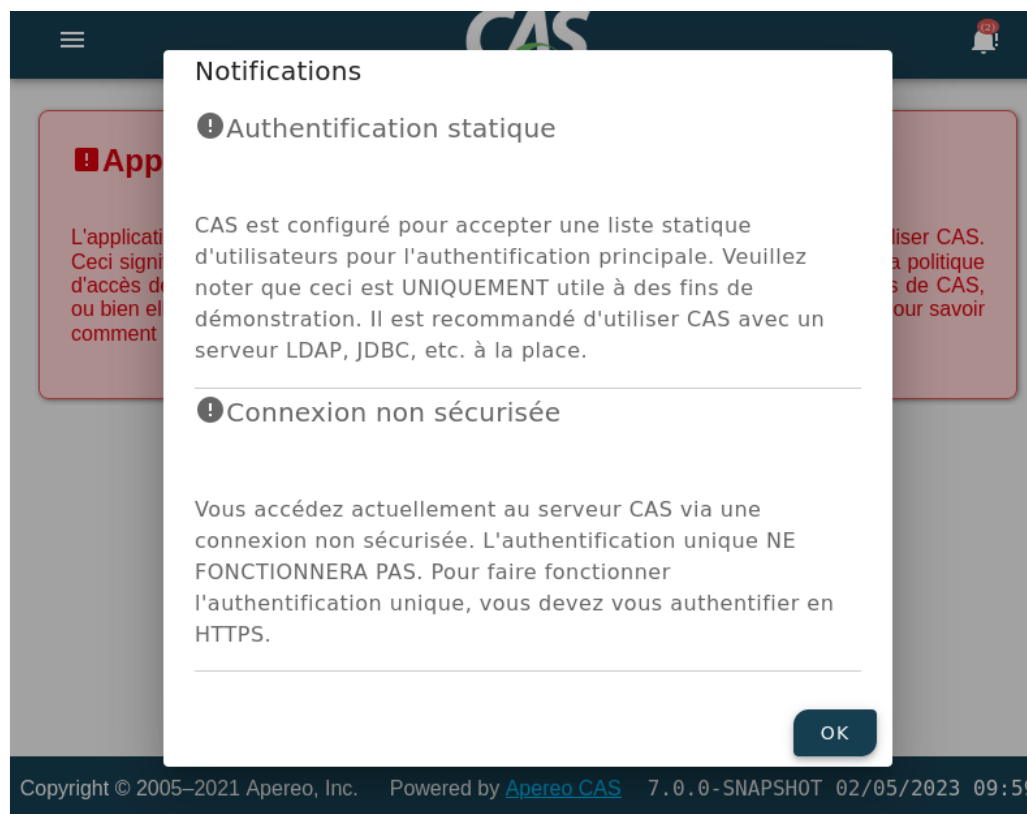 CAS
(2)
Notifications
Authentification statique
App
CAS est configuré pour accepter une liste statique
d'utilisateurs pour l'authentification principale. Veuillez
noter que ceci est UNIQUEMENT utile à des fins de
démonstration. Il est recommandé d'utiliser CAS avec un
serveur LDAP, JDBC, etc. à la place.
L'applicati
Ceci signi
d'accès de
ou bien el
comment
liser CAS.
a politique
s de CAS,
our savoir
Connexion non sécurisée
Vous accédez actuellement au serveur CAS via une
connexion non sécurisée. L'authentification unique NE
FONCTIONNERA PAS. Pour faire fonctionner
l'authentification unique, vous devez vous authentifier en
HTTPS.
OK
Copyright © 2005–2021 Apereo, Inc. Powered by Apereo CAS 7.0.0-SNAPSHOT 02/05/2023 09:59